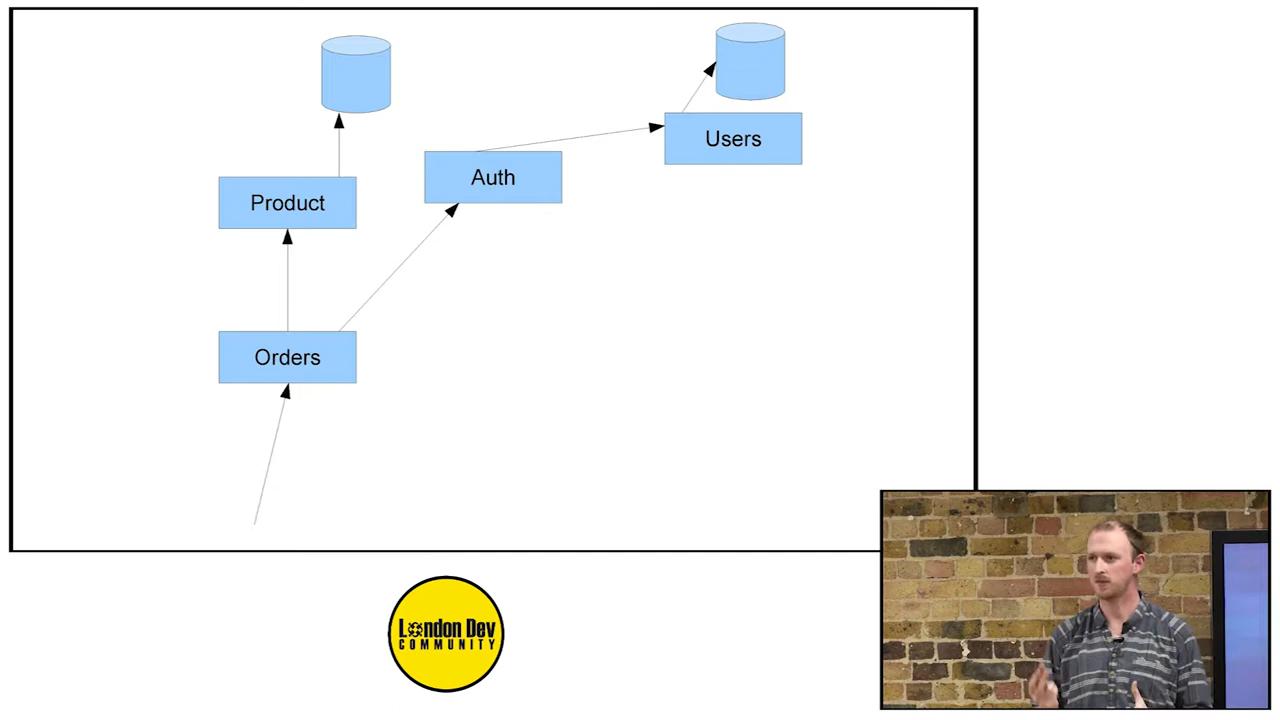 Users
Auth
Product
Orders
London Dev
COMMUNITY